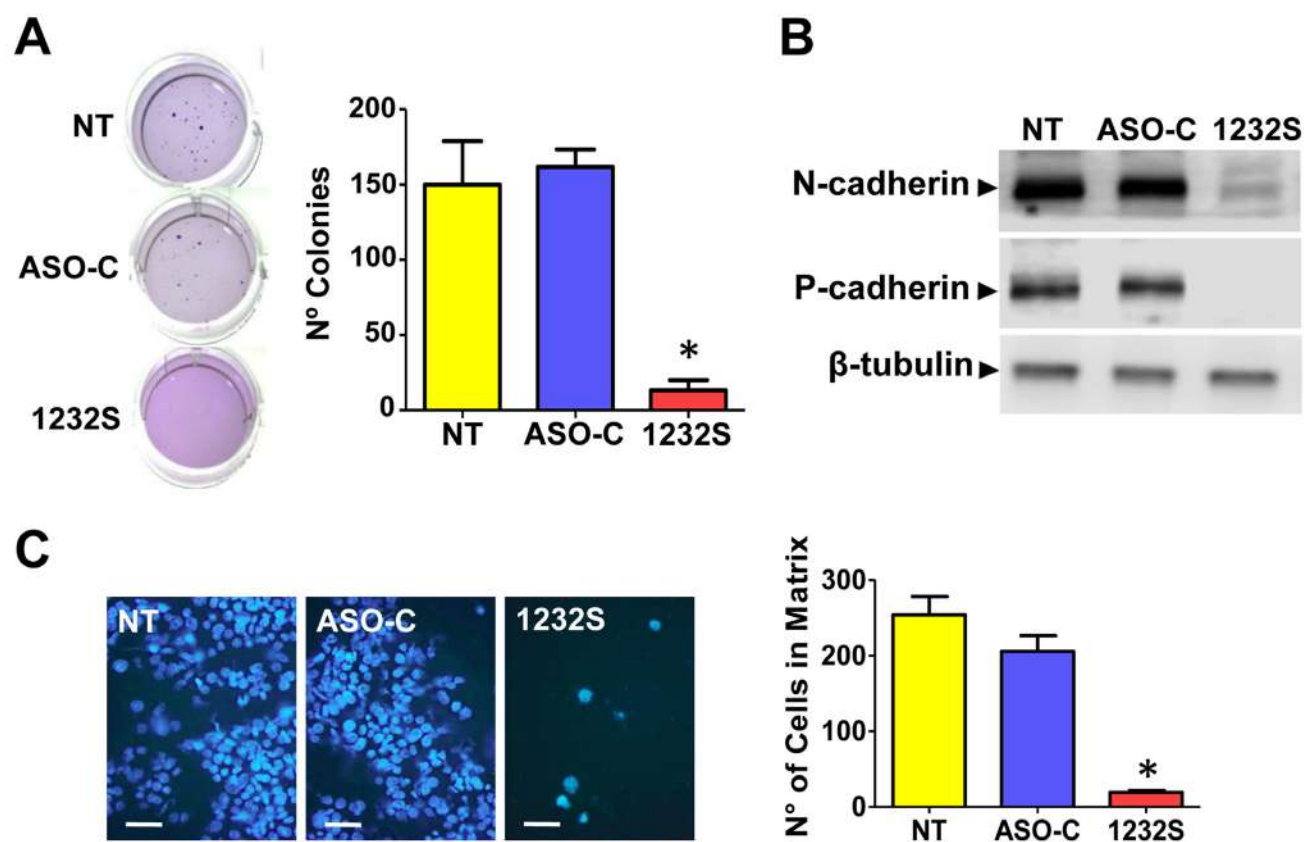 A
NT
ASO-C
1232S
Nº Colonies
200
150
100
50
0
NT ASO-C 1232S
*
B
NT ASO-C 1232S
N-cadherin
P-cadherin
β-tubulin
C
NT ASO-C 1232S
N° of Cells in Matrix
300
200
100
0
NT ASO-C 1232S
*